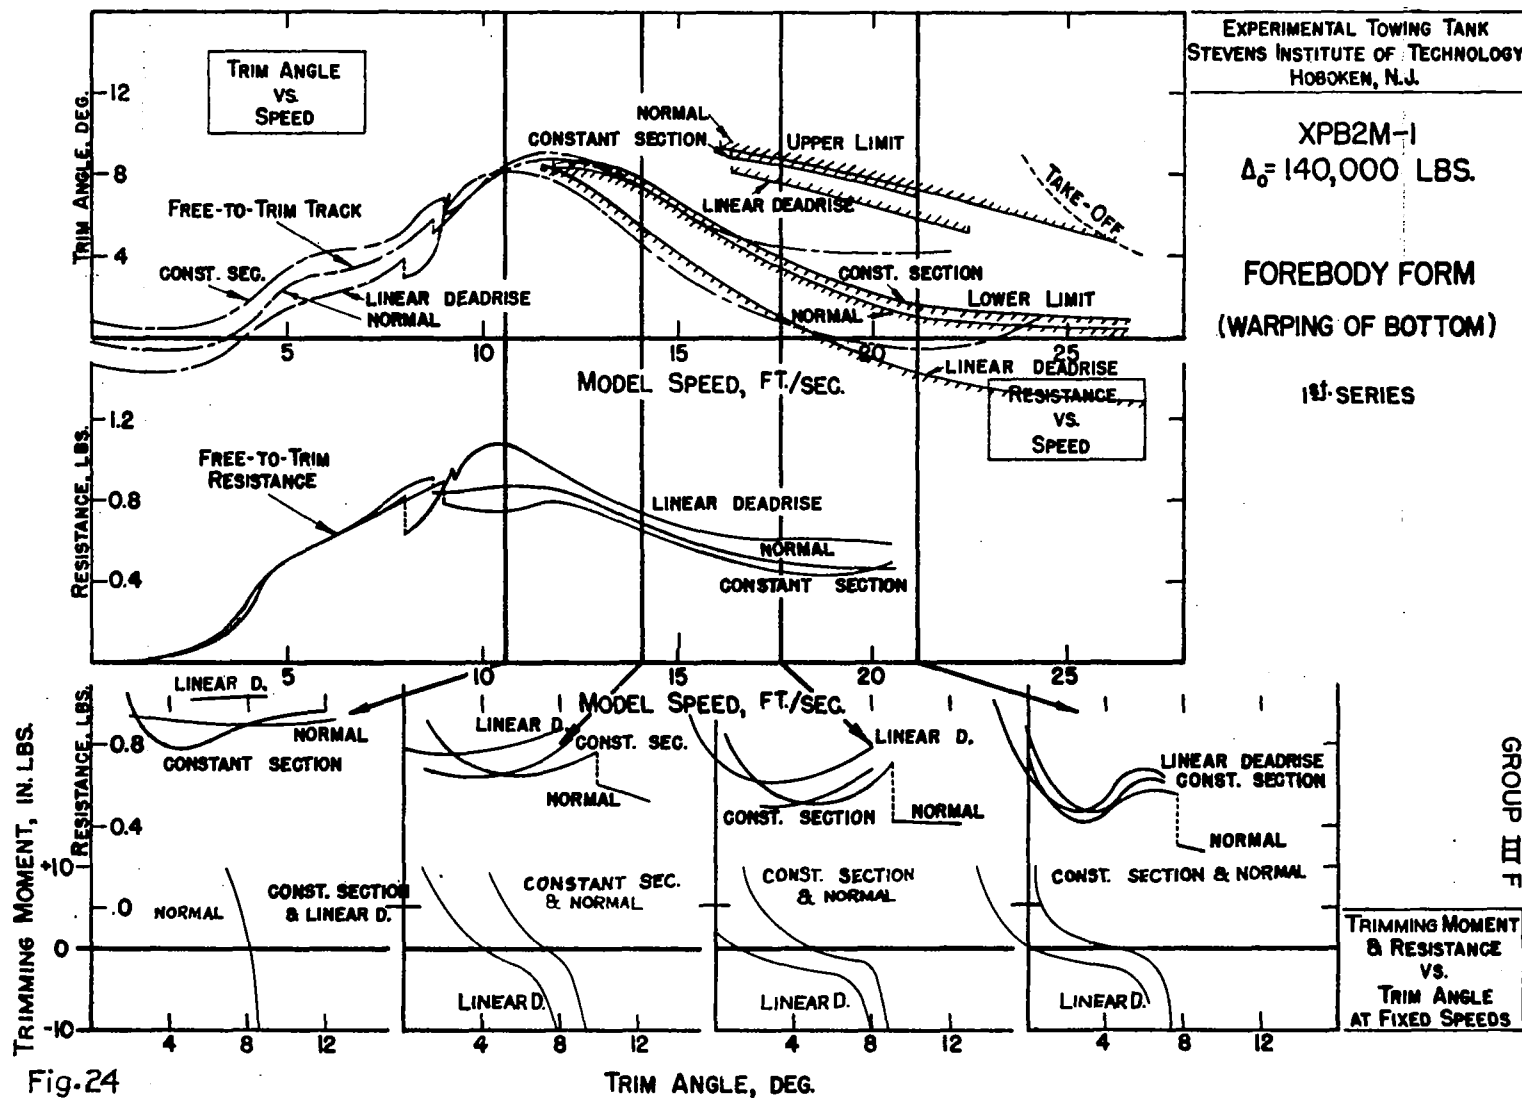 EXPERIMENTAL TOWING TANK
STEVENS INSTITUTE OF TECHNOLOGY
HOBOKEN, N.J.
XPB2M-1
Δ₀= 140,000 LBS.
FOREBODY FORM
(WARPING OF BOTTOM)
1st. SERIES
GROUP III F
TRIM ANGLE
VS.
SPEED
TRIM ANGLE, DEG.
12
8
4
NORMAL
CONSTANT SECTION
UPPER LIMIT
LINEAR DEADRISE
TAKE-OFF
FREE-TO-TRIM TRACK
CONST. SEC.
LINEAR DEADRISE
NORMAL
CONST. SECTION
LOWER LIMIT
NORMAL
LINEAR DEADRISE
5
10
15
20
25
MODEL SPEED, FT./SEC.
RESISTANCE
VS.
SPEED
RESISTANCE, LBS.
1.2
0.8
0.4
FREE-TO-TRIM
RESISTANCE
LINEAR DEADRISE
NORMAL
CONSTANT SECTION
5
10
15
20
25
MODEL SPEED, FT./SEC.
TRIMMING MOMENT, IN. LBS.
RESISTANCE, LBS.
0.8
0.4
LINEAR D.
NORMAL
CONSTANT SECTION
LINEAR D.
CONST. SEC.
NORMAL
LINEAR D.
CONST. SECTION
NORMAL
LINEAR DEADRISE
CONST. SECTION
NORMAL
+10
.0
0
-10
NORMAL
CONST. SECTION
& LINEAR D.
CONSTANT SEC.
& NORMAL
LINEAR D.
CONST. SECTION
& NORMAL
LINEAR D.
CONST. SECTION & NORMAL
LINEAR D.
TRIMMING MOMENT
& RESISTANCE
VS.
TRIM ANGLE
AT FIXED SPEEDS
4
8
12
4
8
12
4
8
12
4
8
12
Fig.24
TRIM ANGLE, DEG.